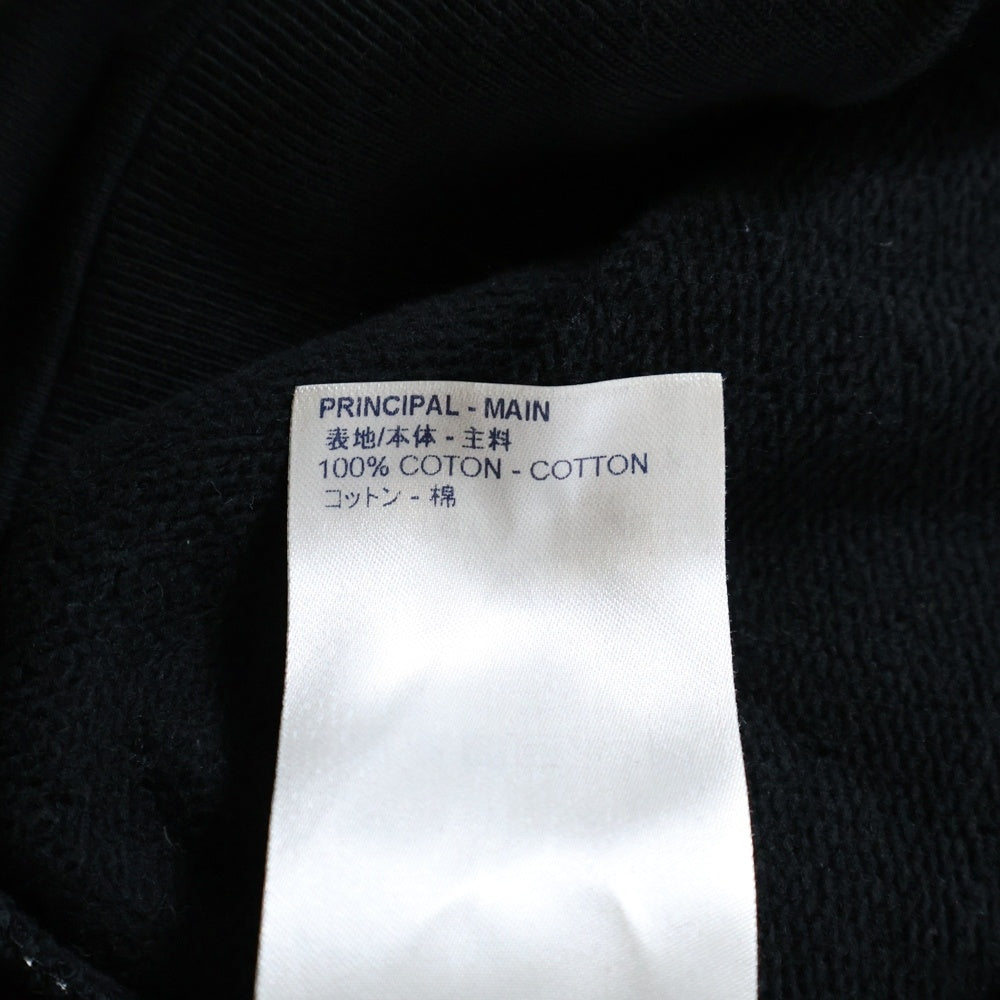 PRINCIPAL - MAIN
表地/本体 - 主料
100% COTON - COTTON
コットン - 棉